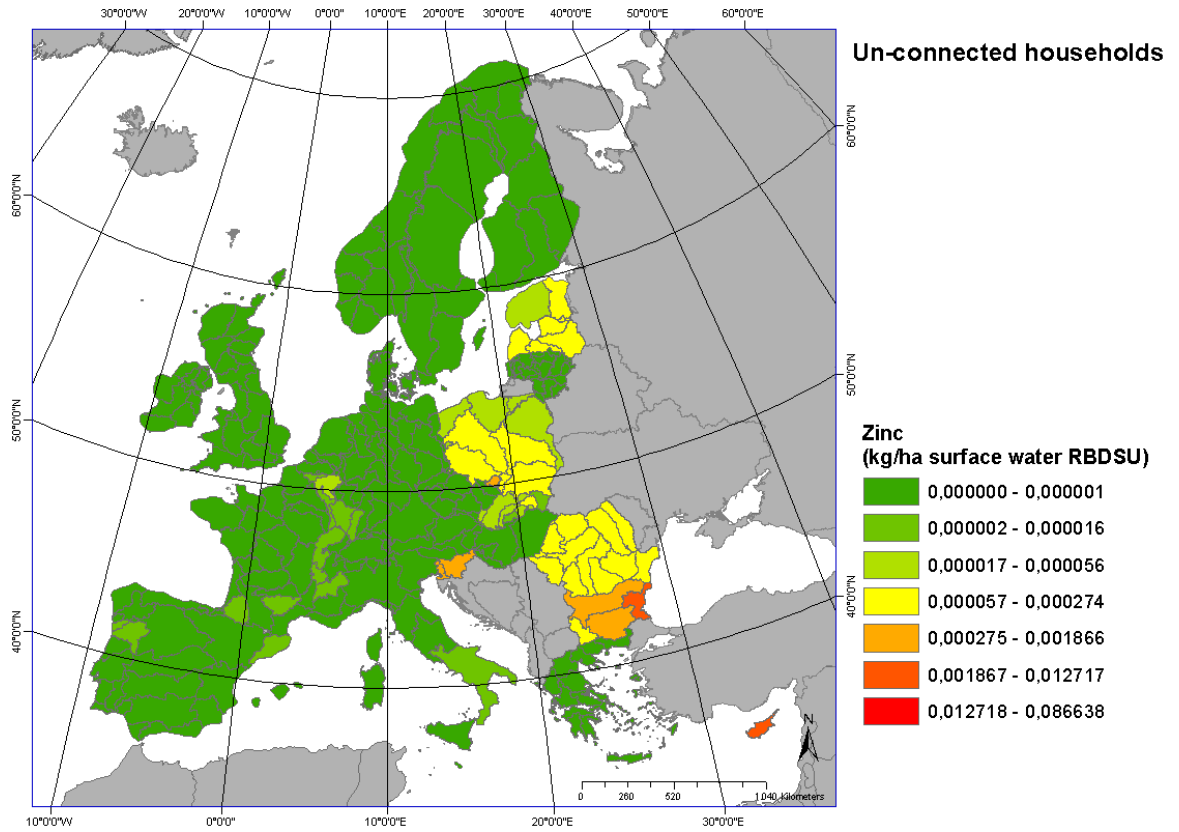 30°0'0"W 20°0'0"W 10°0'0"W 0°0'0" 10°0'0"E 20°0'0"E 30°0'0"E 40°0'0"E 50°0'0"E 60°0'0"E
Un-connected households
60°0'0"N
60°0'0"N
50°0'0"N
50°0'0"N
40°0'0"N
40°0'0"N
Zinc
(kg/ha surface water RBDSU)
0,000000 - 0,000001
0,000002 - 0,000016
0,000017 - 0,000056
0,000057 - 0,000274
0,000275 - 0,001866
0,001867 - 0,012717
0,012718 - 0,086638
N
0 260 520 1 040 Kilometers
10°0'0"W 0°0'0" 10°0'0"E 20°0'0"E 30°0'0"E